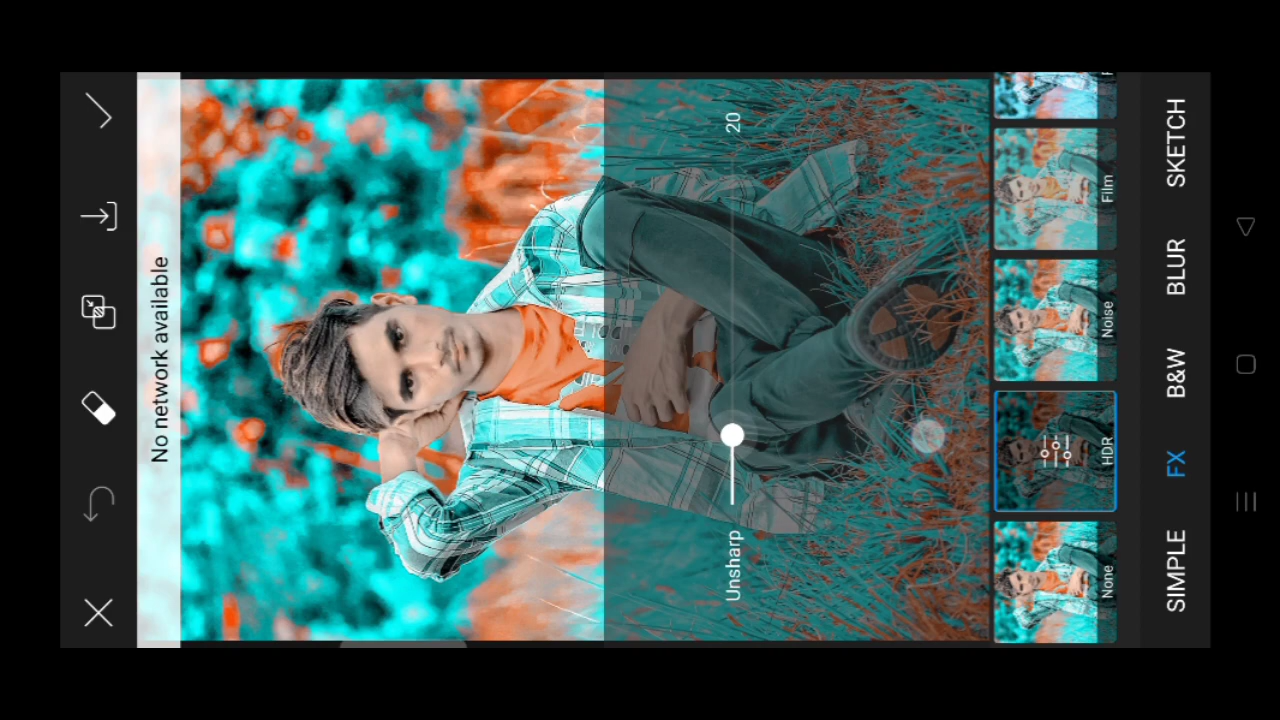 No network available
Unsharp
20
None
HDR
Noise
Film
SIMPLE
FX
B&W
BLUR
SKETCH